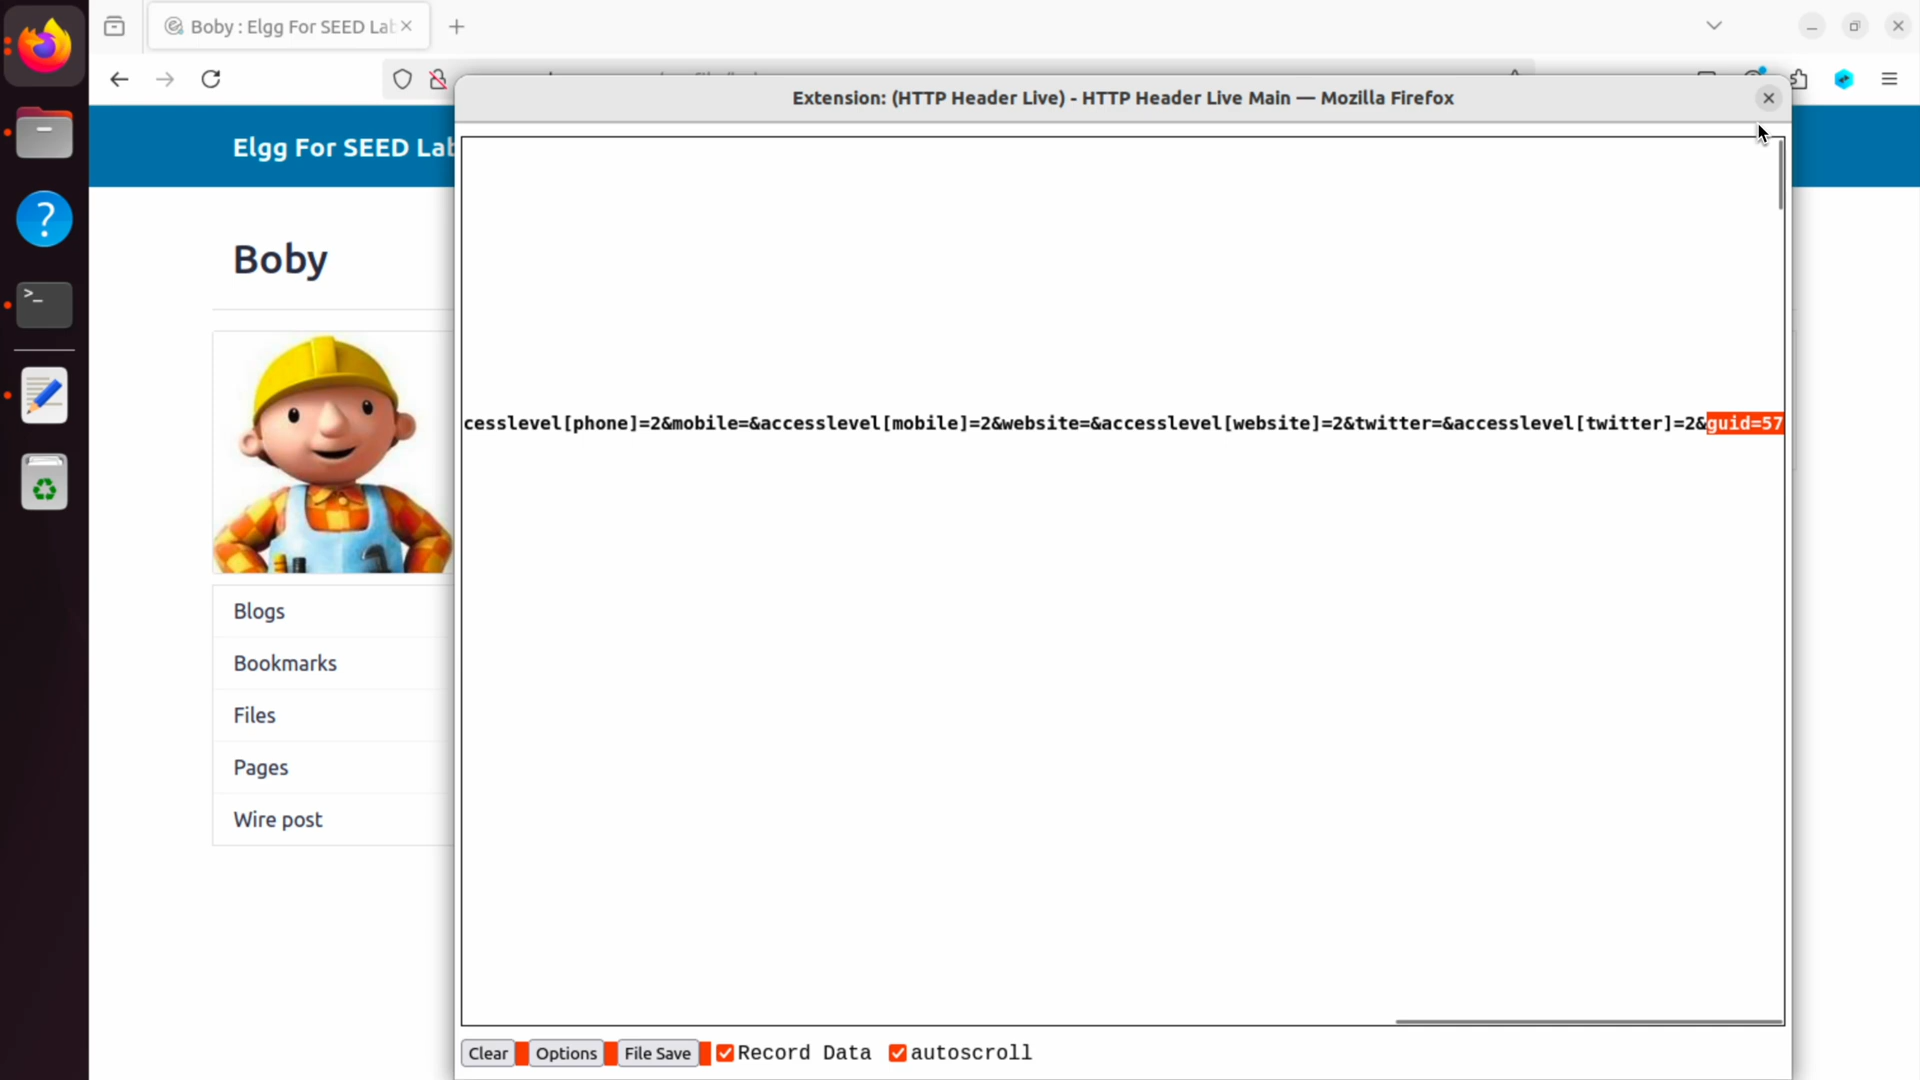 Boby : Elgg For SEED Lab
Extension: (HTTP Header Live) - HTTP Header Live Main — Mozilla Firefox
Elgg For SEED Lab
Boby
cesslevel[phone]=2&mobile=&accesslevel[mobile]=2&website=&accesslevel[website]=2&twitter=&accesslevel[twitter]=2&guid=57
Blogs
Bookmarks
Files
Pages
Wire post
Clear
Options
File Save
Record Data
autoscroll